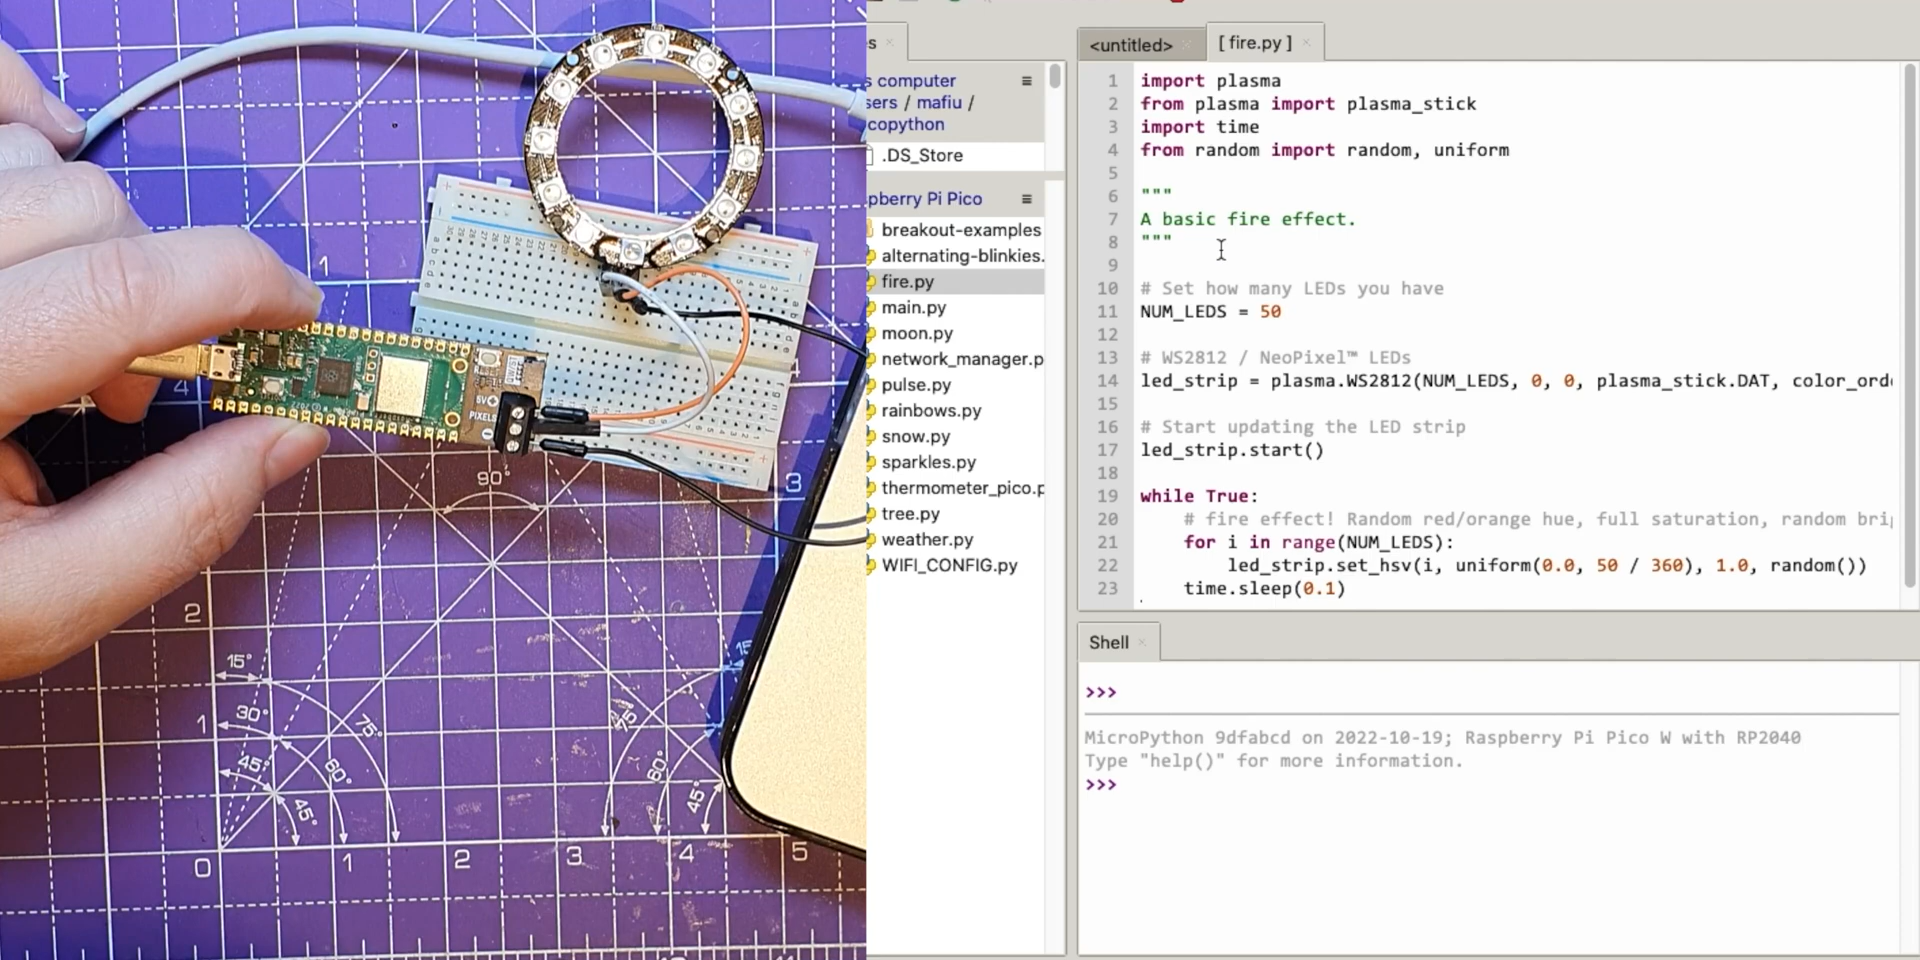 1
4
5V
PIXELS
90°
3
2
15°
15
1
30°
75°
75°
45°
60°
60°
45°
45°
0
1
2
3
4
5
s
s computer
sers / mafiu /
copython
.DS_Store
pberry Pi Pico
breakout-examples
alternating-blinkies.
fire.py
main.py
moon.py
network_manager.p
pulse.py
rainbows.py
snow.py
sparkles.py
thermometer_pico.p
tree.py
weather.py
WIFI_CONFIG.py
<untitled>
[ fire.py ]
1 import plasma
2 from plasma import plasma_stick
3 import time
4 from random import random, uniform
5
6 """
7 A basic fire effect.
8 """
9
10 # Set how many LEDs you have
11 NUM_LEDS = 50
12
13 # WS2812 / NeoPixel™ LEDs
14 led_strip = plasma.WS2812(NUM_LEDS, 0, 0, plasma_stick.DAT, color_orde
15
16 # Start updating the LED strip
17 led_strip.start()
18
19 while True:
20 # fire effect! Random red/orange hue, full saturation, random brig
21 for i in range(NUM_LEDS):
22 led_strip.set_hsv(i, uniform(0.0, 50 / 360), 1.0, random())
23 time.sleep(0.1)
Shell
>>>
MicroPython 9dfabcd on 2022-10-19; Raspberry Pi Pico W with RP2040
Type "help()" for more information.
>>>